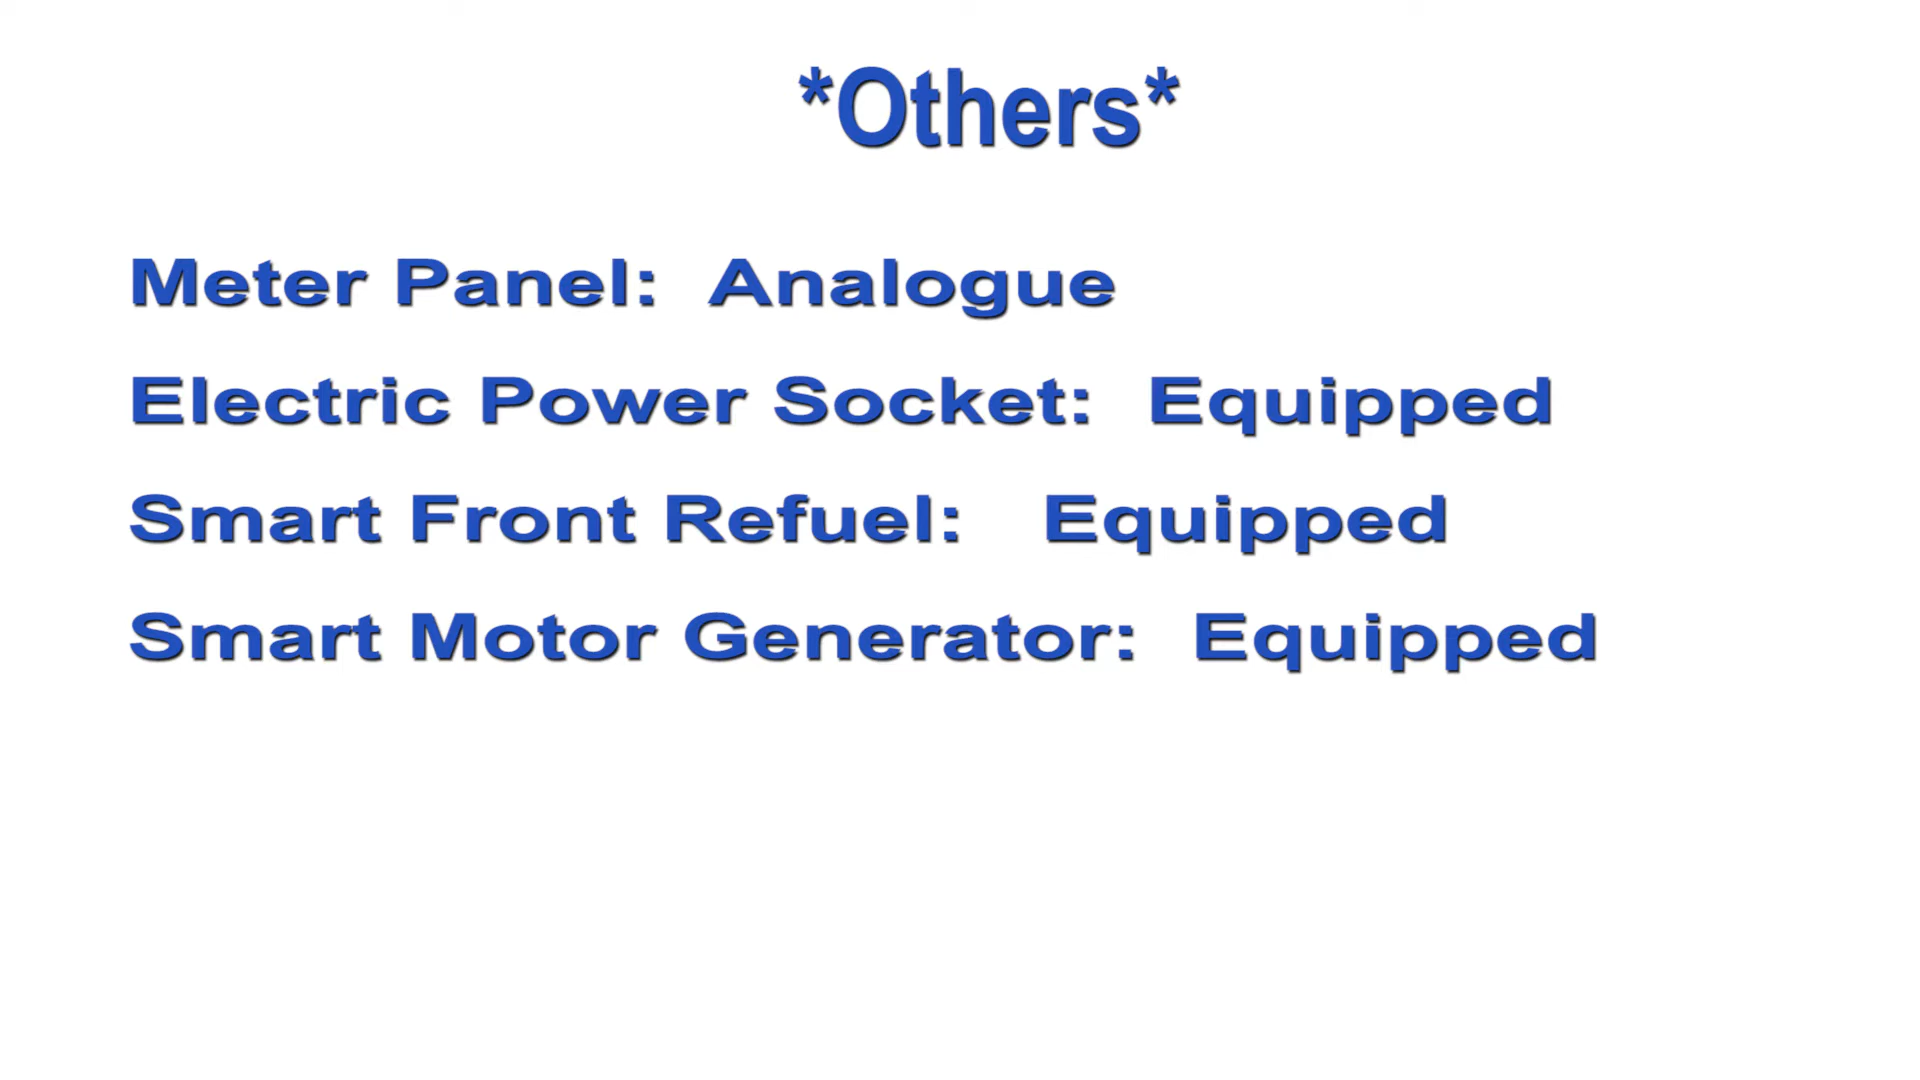 *Others*
Meter Panel: Analogue
Electric Power Socket: Equipped
Smart Front Refuel: Equipped
Smart Motor Generator: Equipped